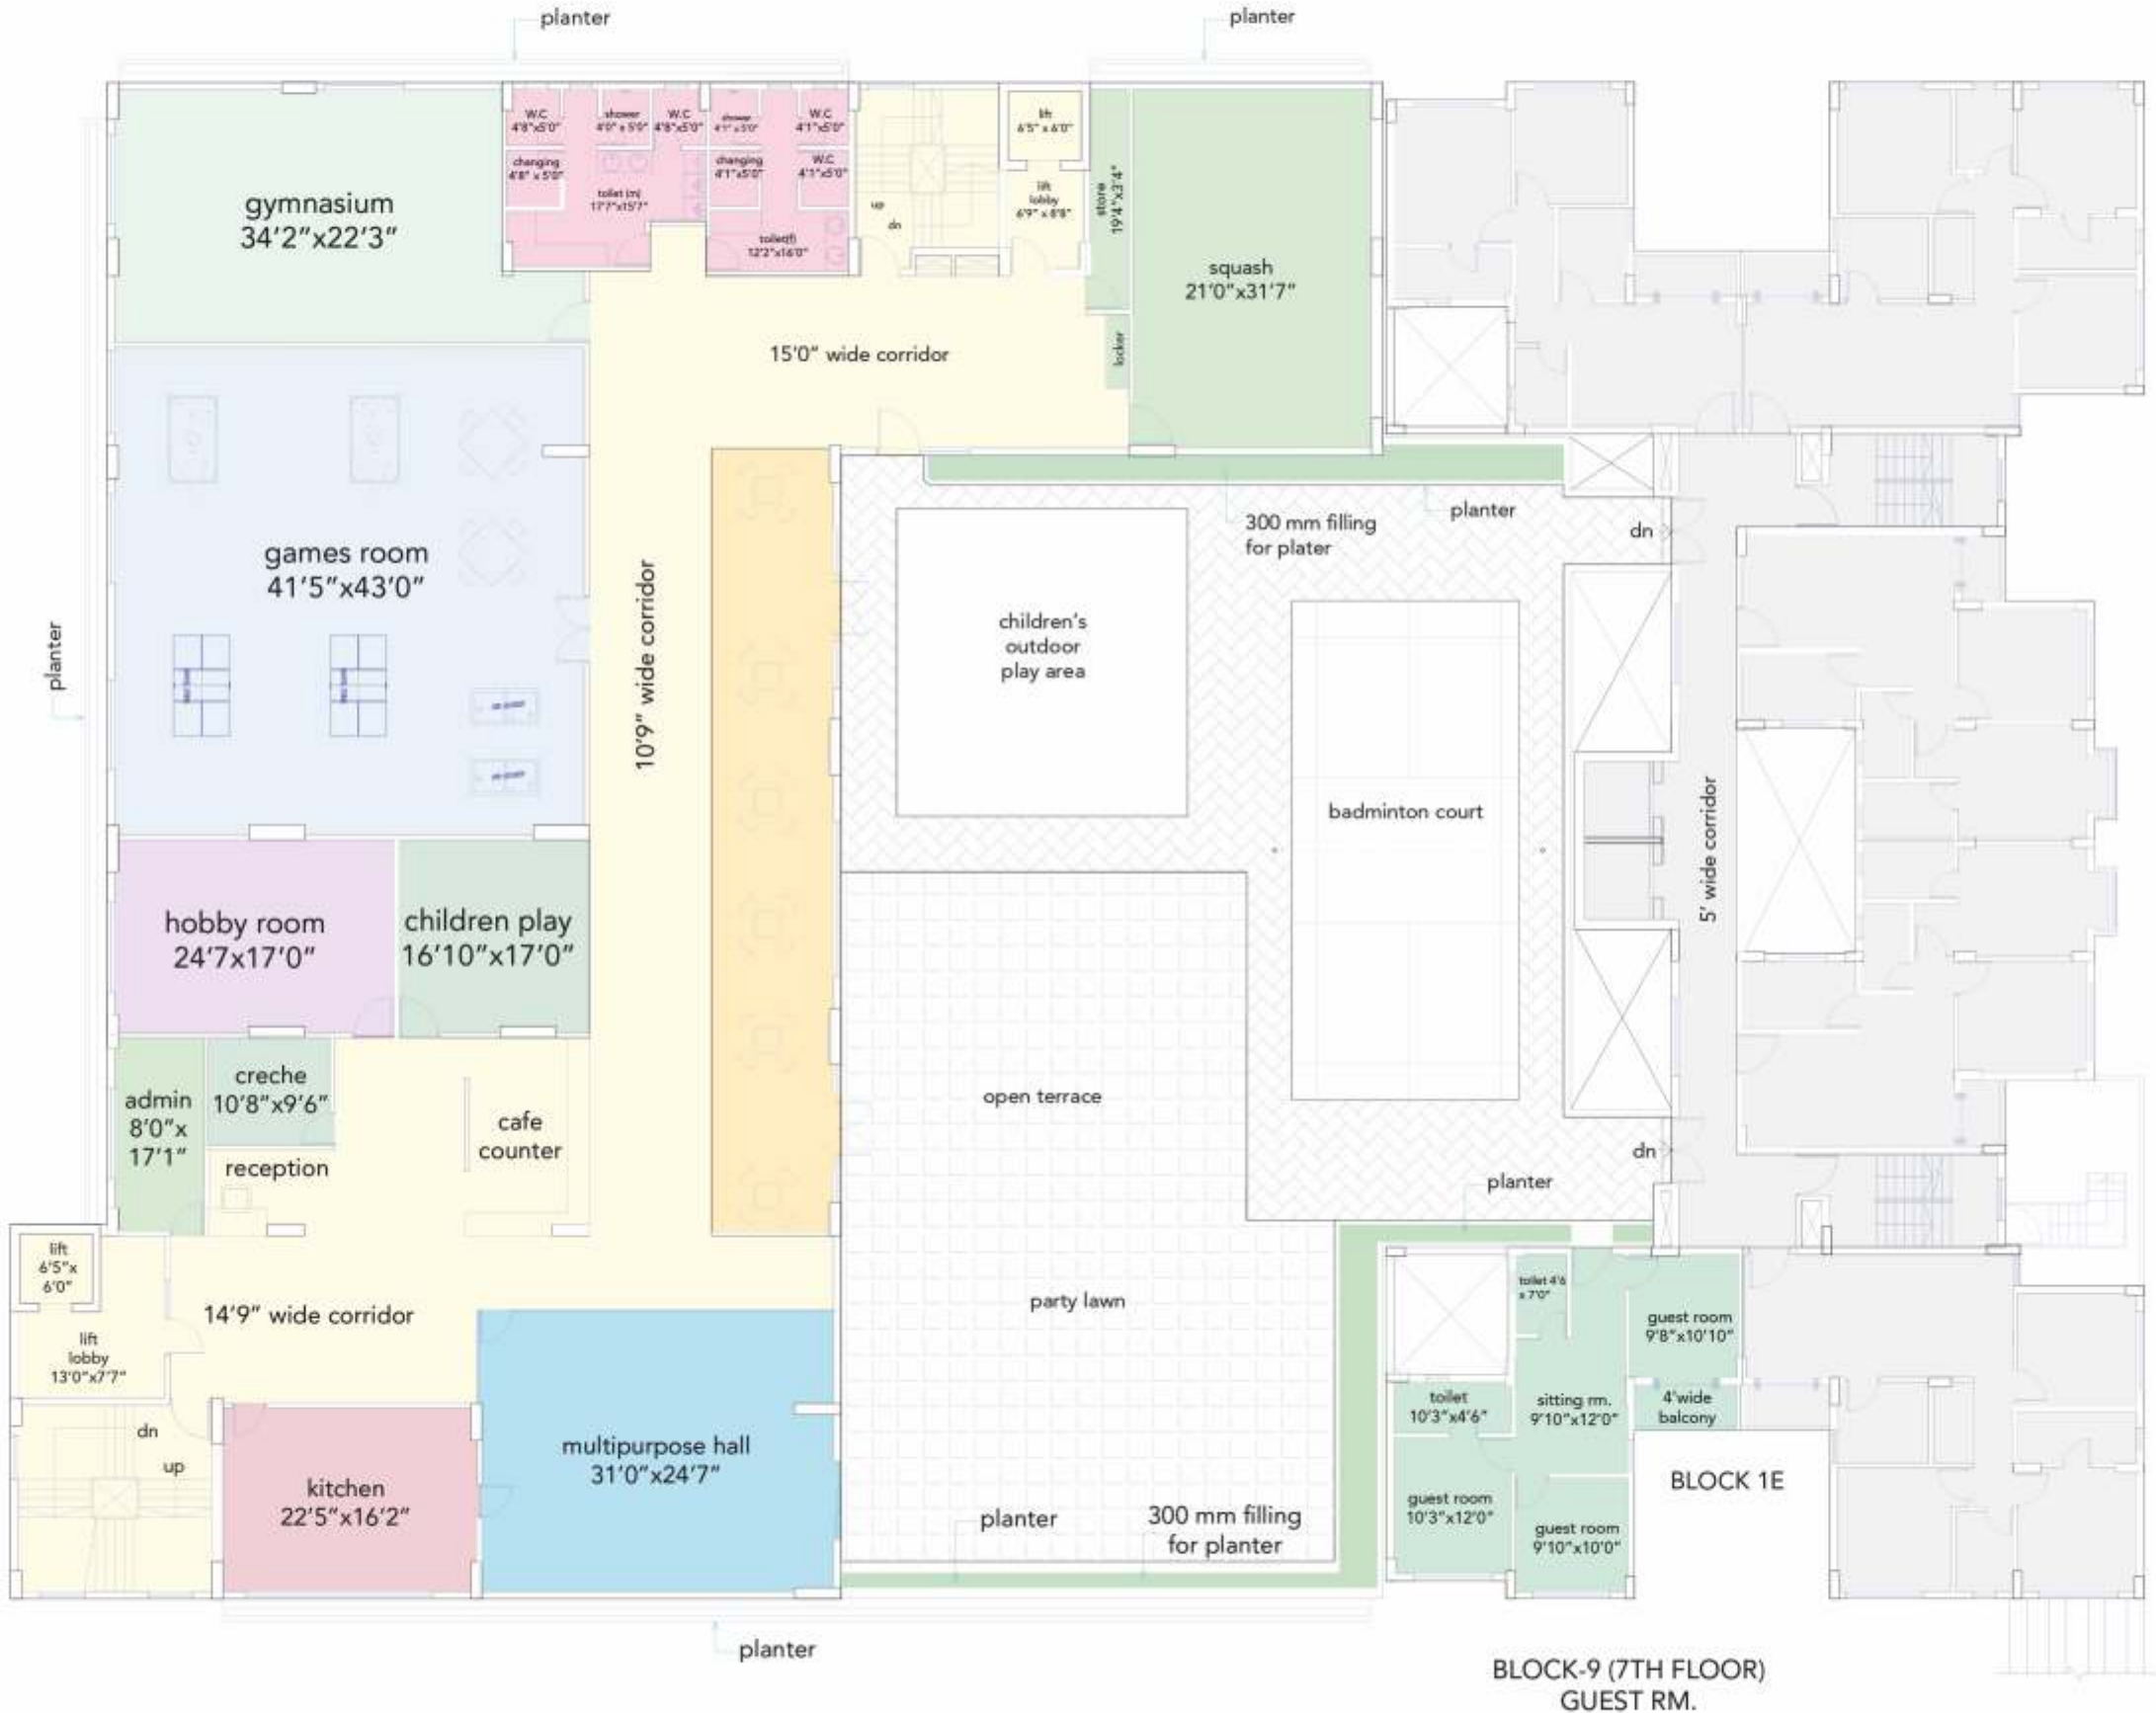 planter
planter
W.C
4'8"x5'0"
shower
4'0" x 5'0"
W.C
4'8"x5'0"
shower
4'1" x 5'0"
W.C
4'1"x5'0"
changing
4'8" x 5'0"
toilet (m)
17'7"x15'7"
changing
4'1"x5'0"
W.C
4'1"x5'0"
toilet(f)
12'2"x16'0"
up
dn
lift
6'5" x 6'0"
lift
lobby
6'9" x 8'8"
store
19'4"x3'4"
locker
gymnasium
34'2"x22'3"
squash
21'0"x31'7"
15'0" wide corridor
games room
41'5"x43'0"
planter
10'9" wide corridor
300 mm filling
for plater
planter
dn
children's
outdoor
play area
badminton court
5' wide corridor
hobby room
24'7x17'0"
children play
16'10"x17'0"
admin
8'0"x
17'1"
creche
10'8"x9'6"
reception
cafe
counter
open terrace
dn
planter
lift
6'5"x
6'0"
lift
lobby
13'0"x7'7"
14'9" wide corridor
party lawn
toilet 4'6
x 7'0"
guest room
9'8"x10'10"
toilet
10'3"x4'6"
sitting rm.
9'10"x12'0"
4'wide
balcony
dn
up
kitchen
22'5"x16'2"
multipurpose hall
31'0"x24'7"
planter
300 mm filling
for planter
guest room
10'3"x12'0"
guest room
9'10"x10'0"
BLOCK 1E
planter
BLOCK-9 (7TH FLOOR)
GUEST RM.